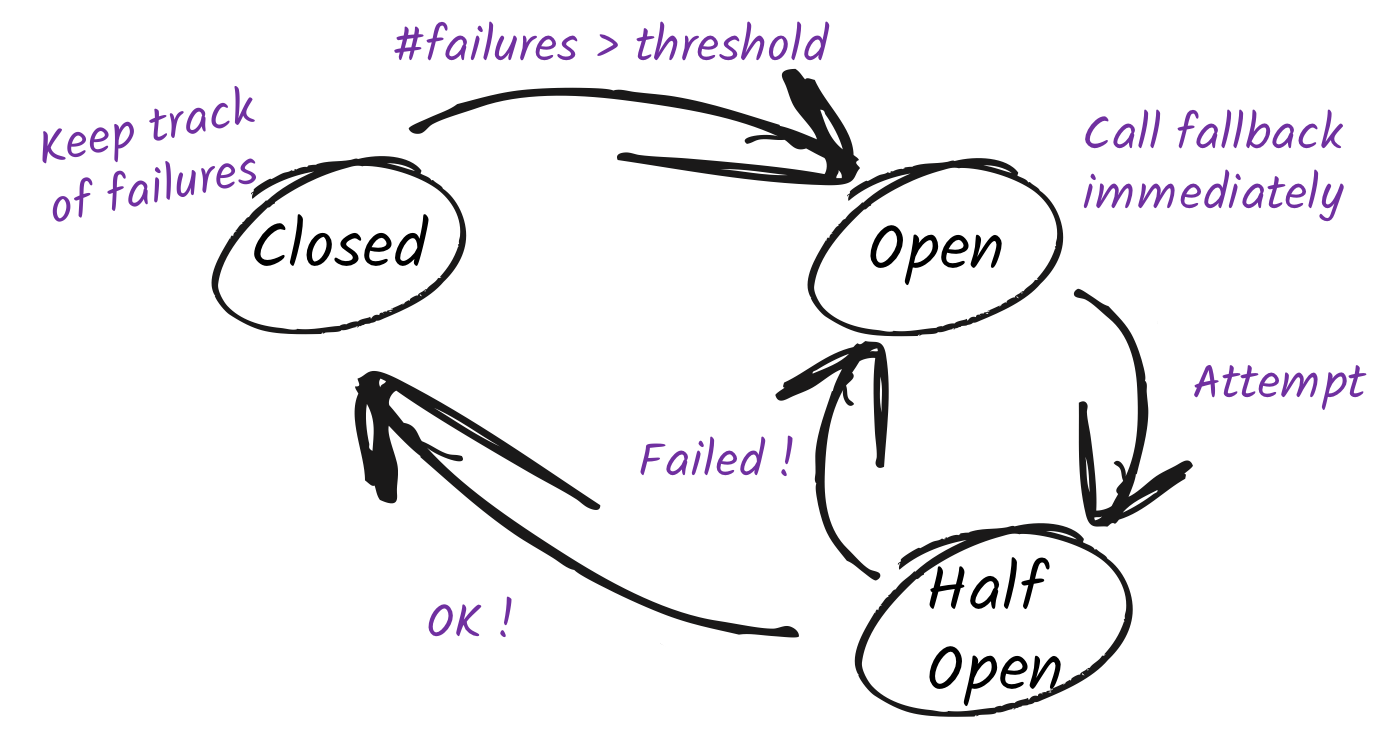 #failures > threshold
Keep track
of failures
Call fallback
immediately
Closed
Open
Attempt
Failed !
Half
Open
OK !